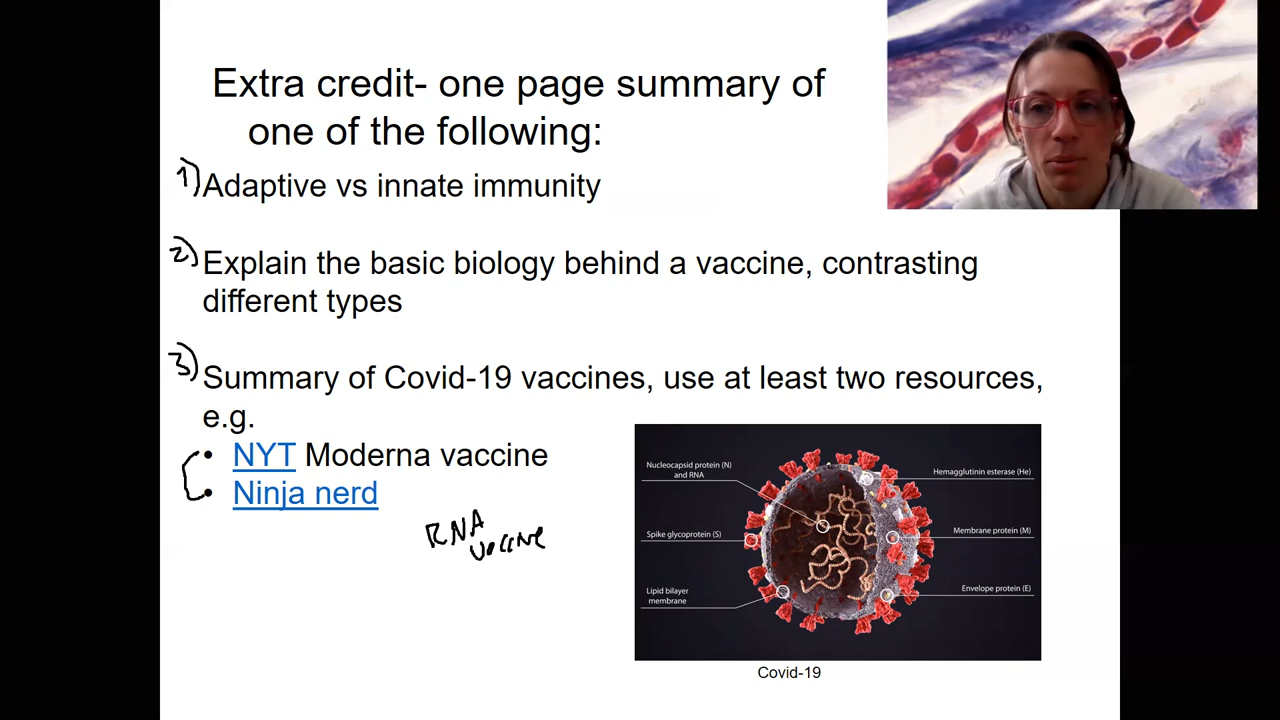 Extra credit- one page summary of
one of the following:
1) Adaptive vs innate immunity
2) Explain the basic biology behind a vaccine, contrasting
different types
3) Summary of Covid-19 vaccines, use at least two resources,
e.g.
• NYT Moderna vaccine
• Ninja nerd
RNA
vaccine
Nucleocapsid protein (N)
and RNA
Spike glycoprotein (S)
Lipid bilayer
membrane
Hemagglutinin esterase (He)
Membrane protein (M)
Envelope protein (E)
Covid-19